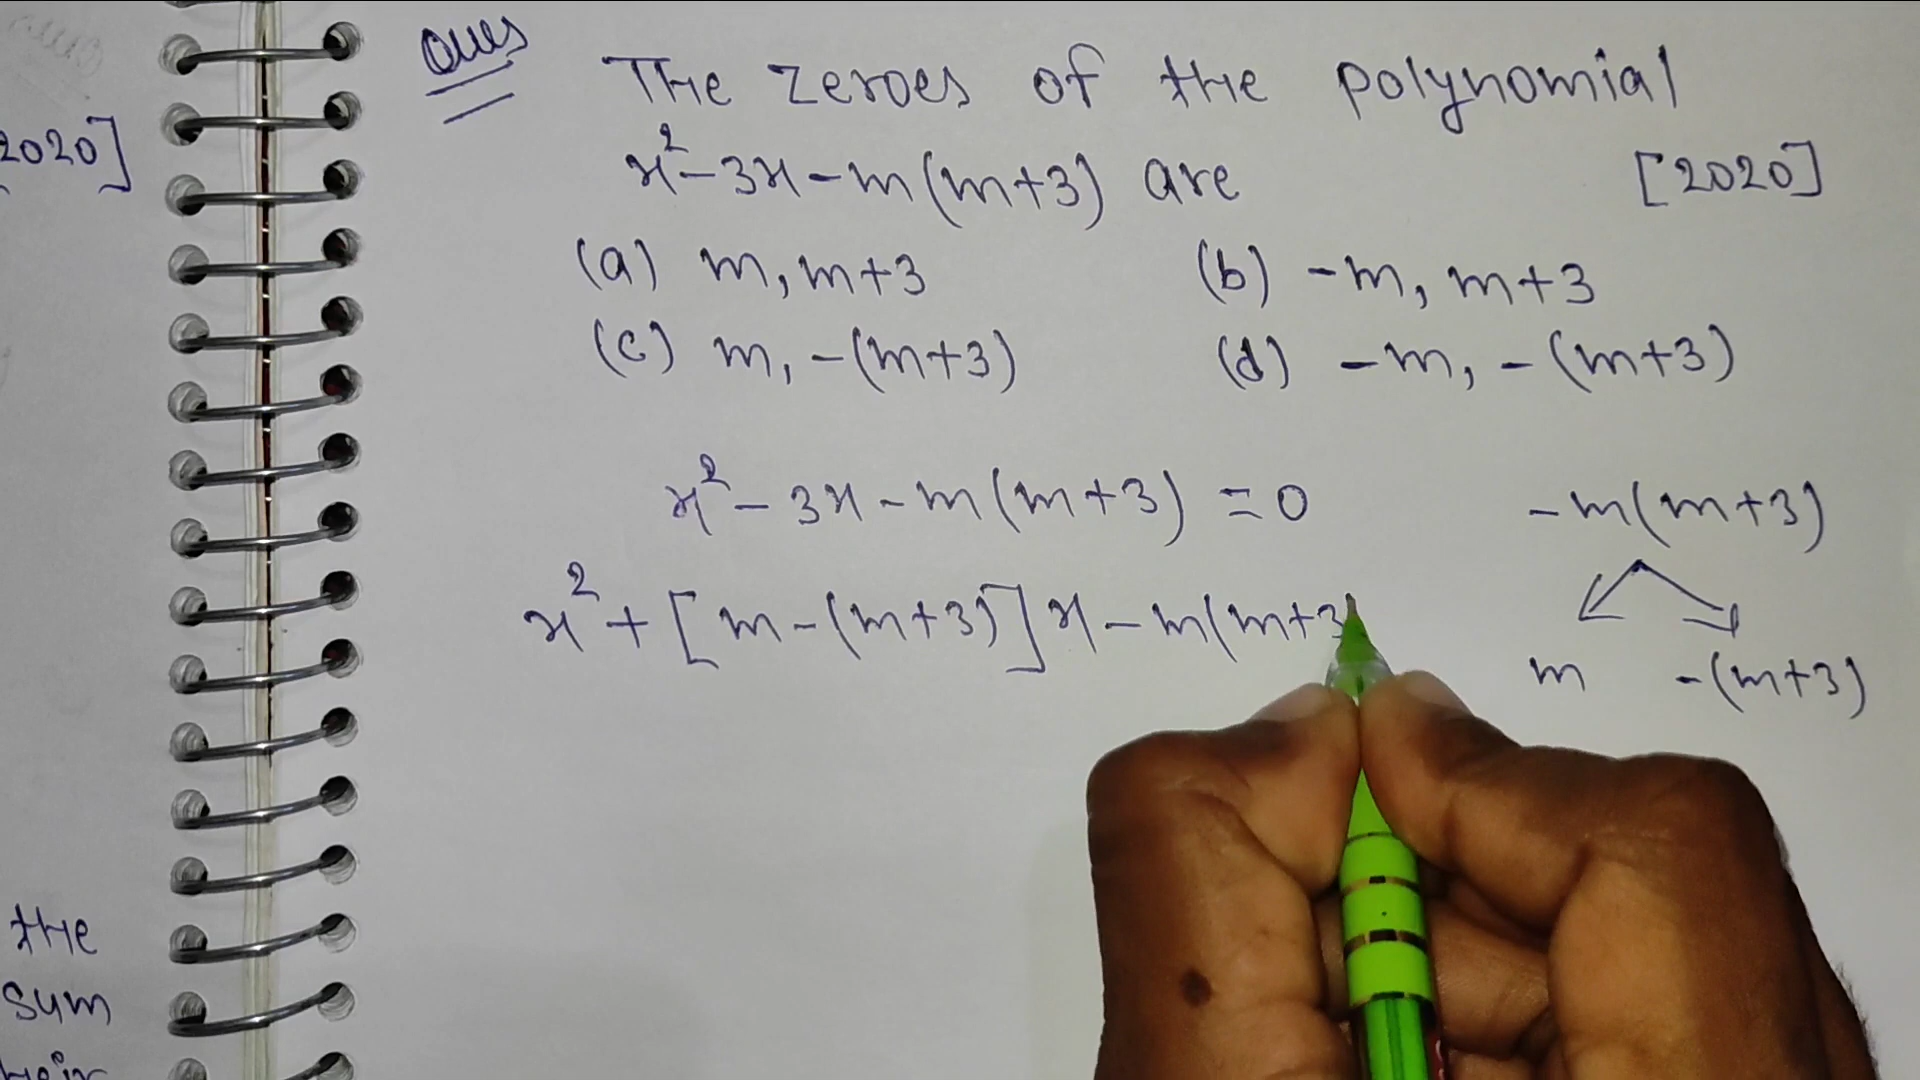 2020]
Ques
The zeroes of the polynomial
x² - 3x - m(m+3) are [2020]
(a) m, m+3 (b) -m, m+3
(c) m, -(m+3) (d) -m, -(m+3)
x² - 3x - m(m+3) = 0 -m(m+3)
x² + [m-(m+3)]x - m(m+3)
m -(m+3)
the
sum